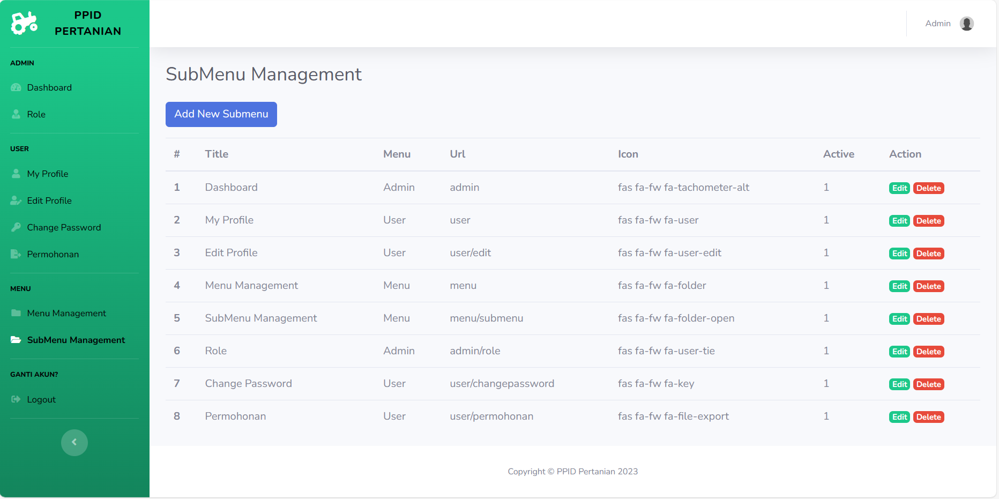 PPID
PERTANIAN
Admin
ADMIN
Dashboard
Role
USER
My Profile
Edit Profile
Change Password
Permohonan
MENU
Menu Management
SubMenu Management
GANTI AKUN?
Logout
SubMenu Management
Add New Submenu
# Title Menu Url Icon Active Action
1 Dashboard Admin admin fas fa-fw fa-tachometer-alt 1 Edit Delete
2 My Profile User user fas fa-fw fa-user 1 Edit Delete
3 Edit Profile User user/edit fas fa-fw fa-user-edit 1 Edit Delete
4 Menu Management Menu menu fas fa-fw fa-folder 1 Edit Delete
5 SubMenu Management Menu menu/submenu fas fa-fw fa-folder-open 1 Edit Delete
6 Role Admin admin/role fas fa-fw fa-user-tie 1 Edit Delete
7 Change Password User user/changepassword fas fa-fw fa-key 1 Edit Delete
8 Permohonan User user/permohonan fas fa-fw fa-file-export 1 Edit Delete
Copyright © PPID Pertanian 2023